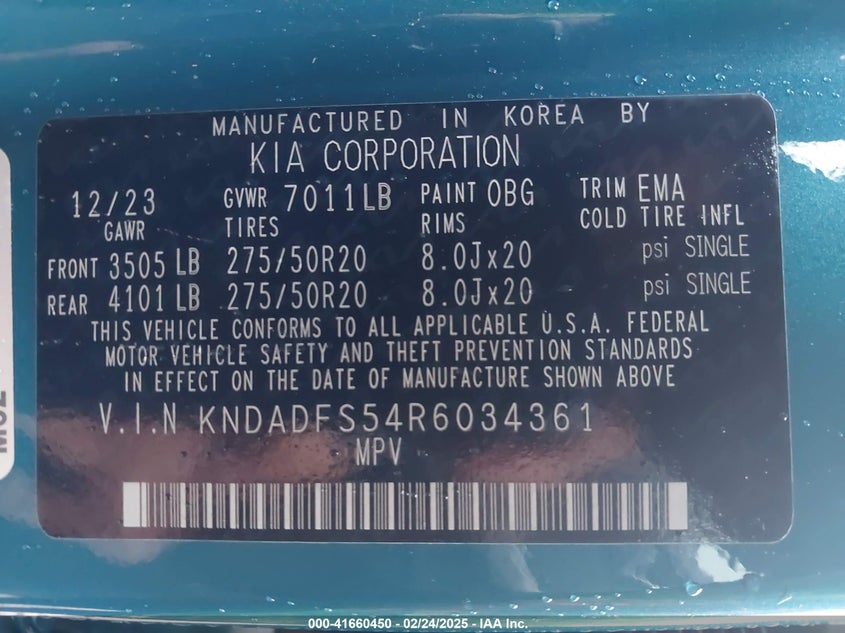 MANUFACTURED IN KOREA BY
KIA CORPORATION
12/23 GVWR 7011LB PAINT OBG TRIM EMA
GAWR TIRES RIMS COLD TIRE INFL
FRONT 3505 LB 275/50R20 8.0Jx20 psi SINGLE
REAR 4101 LB 275/50R20 8.0Jx20 psi SINGLE
THIS VEHICLE CONFORMS TO ALL APPLICABLE U.S.A. FEDERAL
MOTOR VEHICLE SAFETY AND THEFT PREVENTION STANDARDS
IN EFFECT ON THE DATE OF MANUFACTURE SHOWN ABOVE
V.I.N KNDADFS54R6034361
MPV
000-41660450 - 02/24/2025 - IAA Inc.